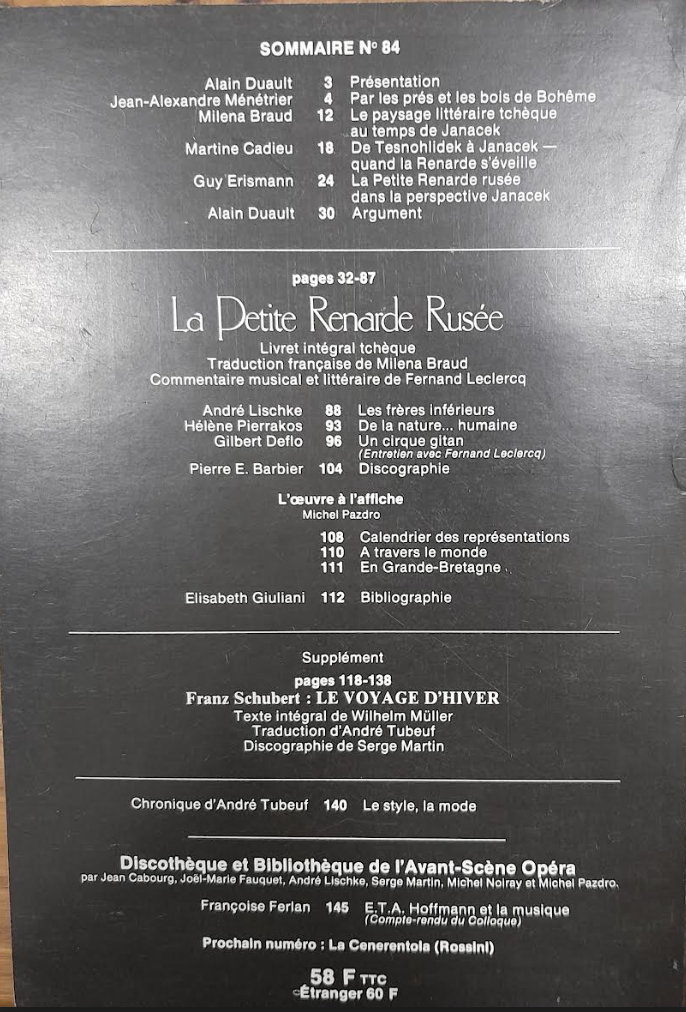 SOMMAIRE Nº 84
Alain Duault 3 Présentation
Jean-Alexandre Ménétrier 4 Par les prés et les bois de Bohême
Milena Braud 12 Le paysage littéraire tchèque
au temps de Janacek
Martine Cadieu 18 De Tesnohlidek à Janacek —
quand la Renarde s'éveille
Guy Erismann 24 La Petite Renarde rusée
dans la perspective Janacek
Alain Duault 30 Argument
pages 32-87
La Petite Renarde Rusée
Livret intégral tchèque
Traduction française de Milena Braud
Commentaire musical et littéraire de Fernand Leclercq
André Lischke 88 Les frères inférieurs
Hélène Pierrakos 93 De la nature... humaine
Gilbert Deflo 96 Un cirque gitan
(Entretien avec Fernand Leclercq)
Pierre E. Barbier 104 Discographie
L'œuvre à l'affiche
Michel Pazdro
108 Calendrier des représentations
110 A travers le monde
111 En Grande-Bretagne
Elisabeth Giuliani 112 Bibliographie
Supplément
pages 118-138
Franz Schubert : LE VOYAGE D'HIVER
Texte intégral de Wilhelm Müller
Traduction d'André Tubeuf
Discographie de Serge Martin
Chronique d'André Tubeuf 140 Le style, la mode
Discothèque et Bibliothèque de l'Avant-Scène Opéra
par Jean Cabourg, Joël-Marie Fauquet, André Lischke, Serge Martin, Michel Noiray et Michel Pazdro.
Françoise Ferlan 145 E.T.A. Hoffmann et la musique
(Compte-rendu du Colloque)
Prochain numéro : La Cenerentola (Rossini)
58 F TTC
Étranger 60 F